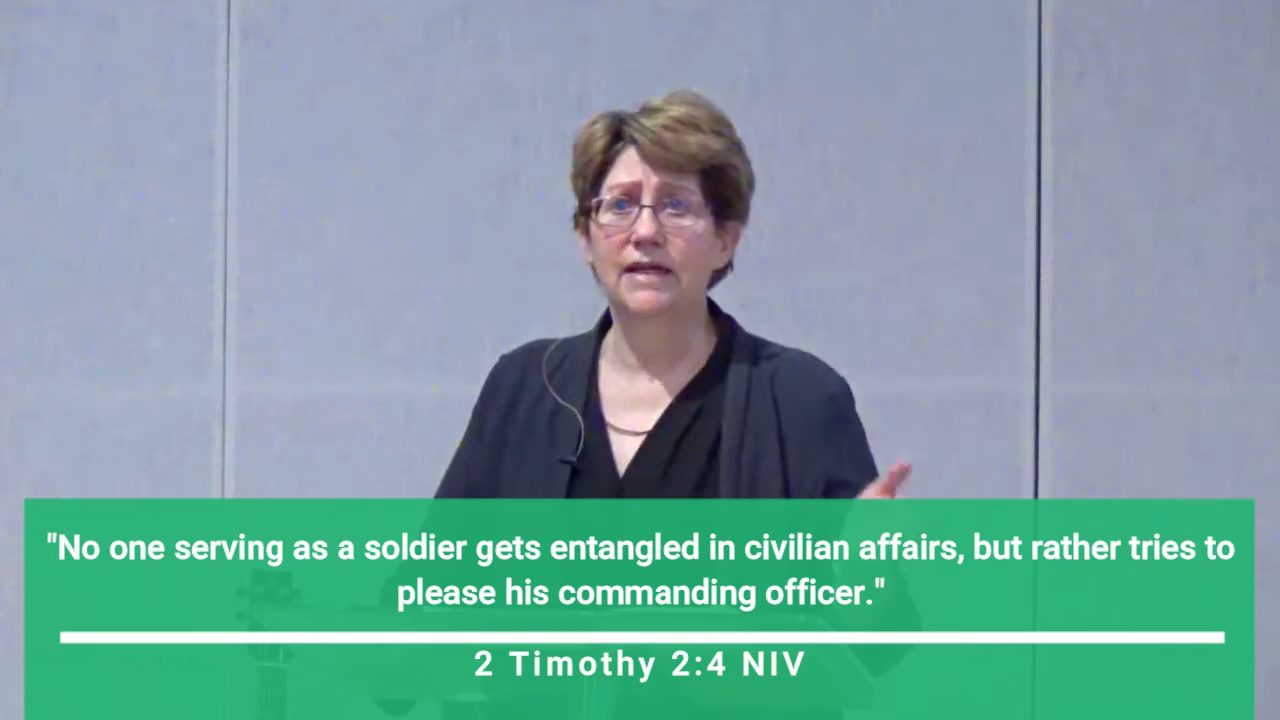 "No one serving as a soldier gets entangled in civilian affairs, but rather tries to
please his commanding officer."
2 Timothy 2:4 NIV